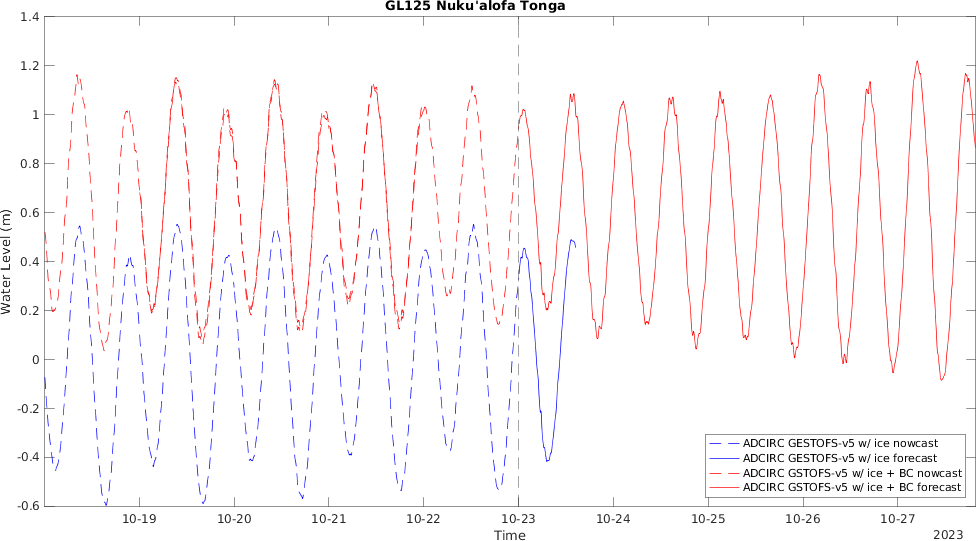 GL125 Nuku'alofa Tonga
1.4
1.2
1
0.8
0.6
0.4
0.2
0
-0.2
-0.4
-0.6
Water Level (m)
ADCIRC GESTOFS-v5 w/ ice nowcast
ADCIRC GESTOFS-v5 w/ ice forecast
ADCIRC GSTOFS-v5 w/ ice + BC nowcast
ADCIRC GSTOFS-v5 w/ ice + BC forecast
10-19 10-20 10-21 10-22 10-23 10-24 10-25 10-26 10-27
Time
2023